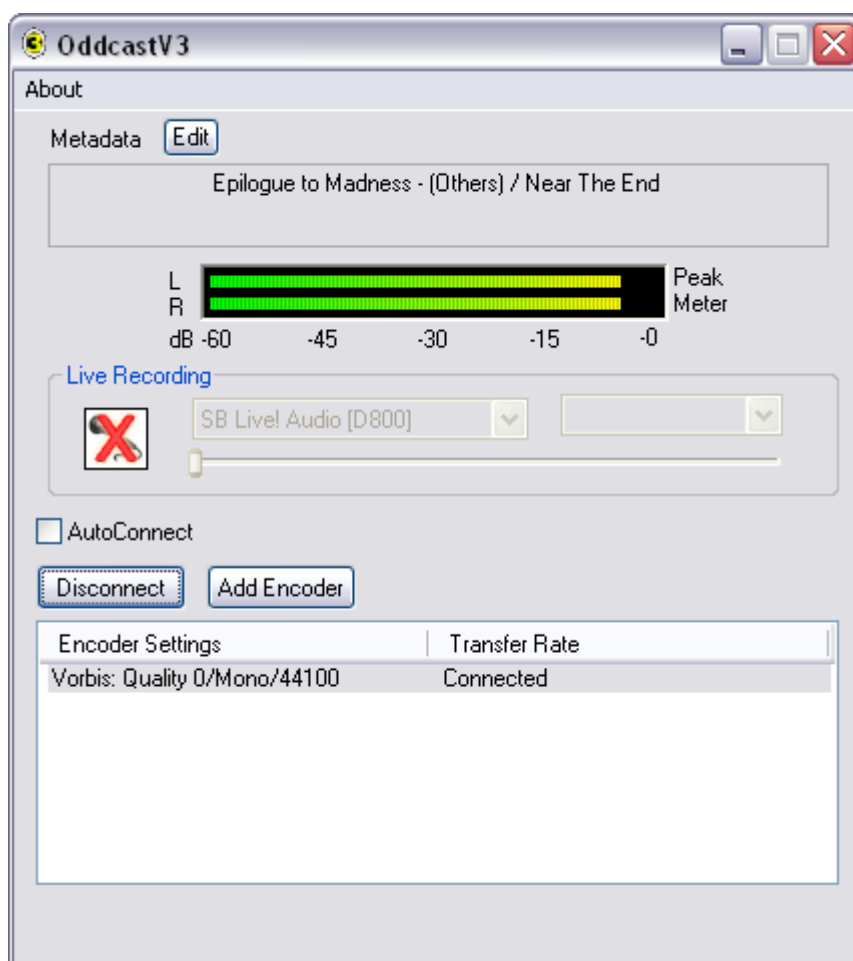 OddcastV3
About
Metadata Edit
Epilogue to Madness - (Others) / Near The End
L Peak
R Meter
dB -60 -45 -30 -15 -0
Live Recording
SB Live! Audio [D800]
AutoConnect
Disconnect Add Encoder
Encoder Settings Transfer Rate
Vorbis: Quality 0/Mono/44100 Connected